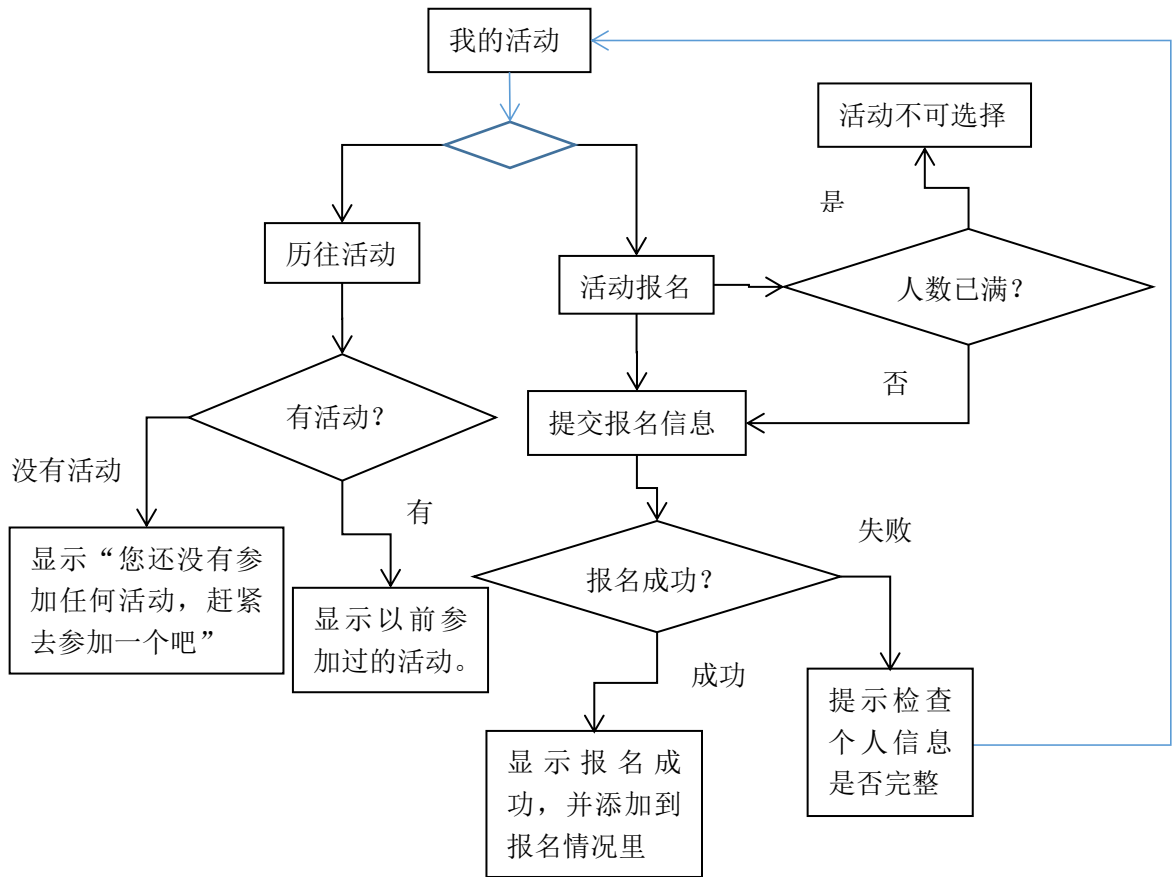 我的活动
活动不可选择
是
历往活动
活动报名
人数已满？
否
有活动？
提交报名信息
没有活动
有
失败
显示“您还没有参
加任何活动，赶紧
去参加一个吧”
显示以前参
加过的活动。
报名成功？
成功
提示检查
个人信息
是否完整
显示报名成
功，并添加到
报名情况里